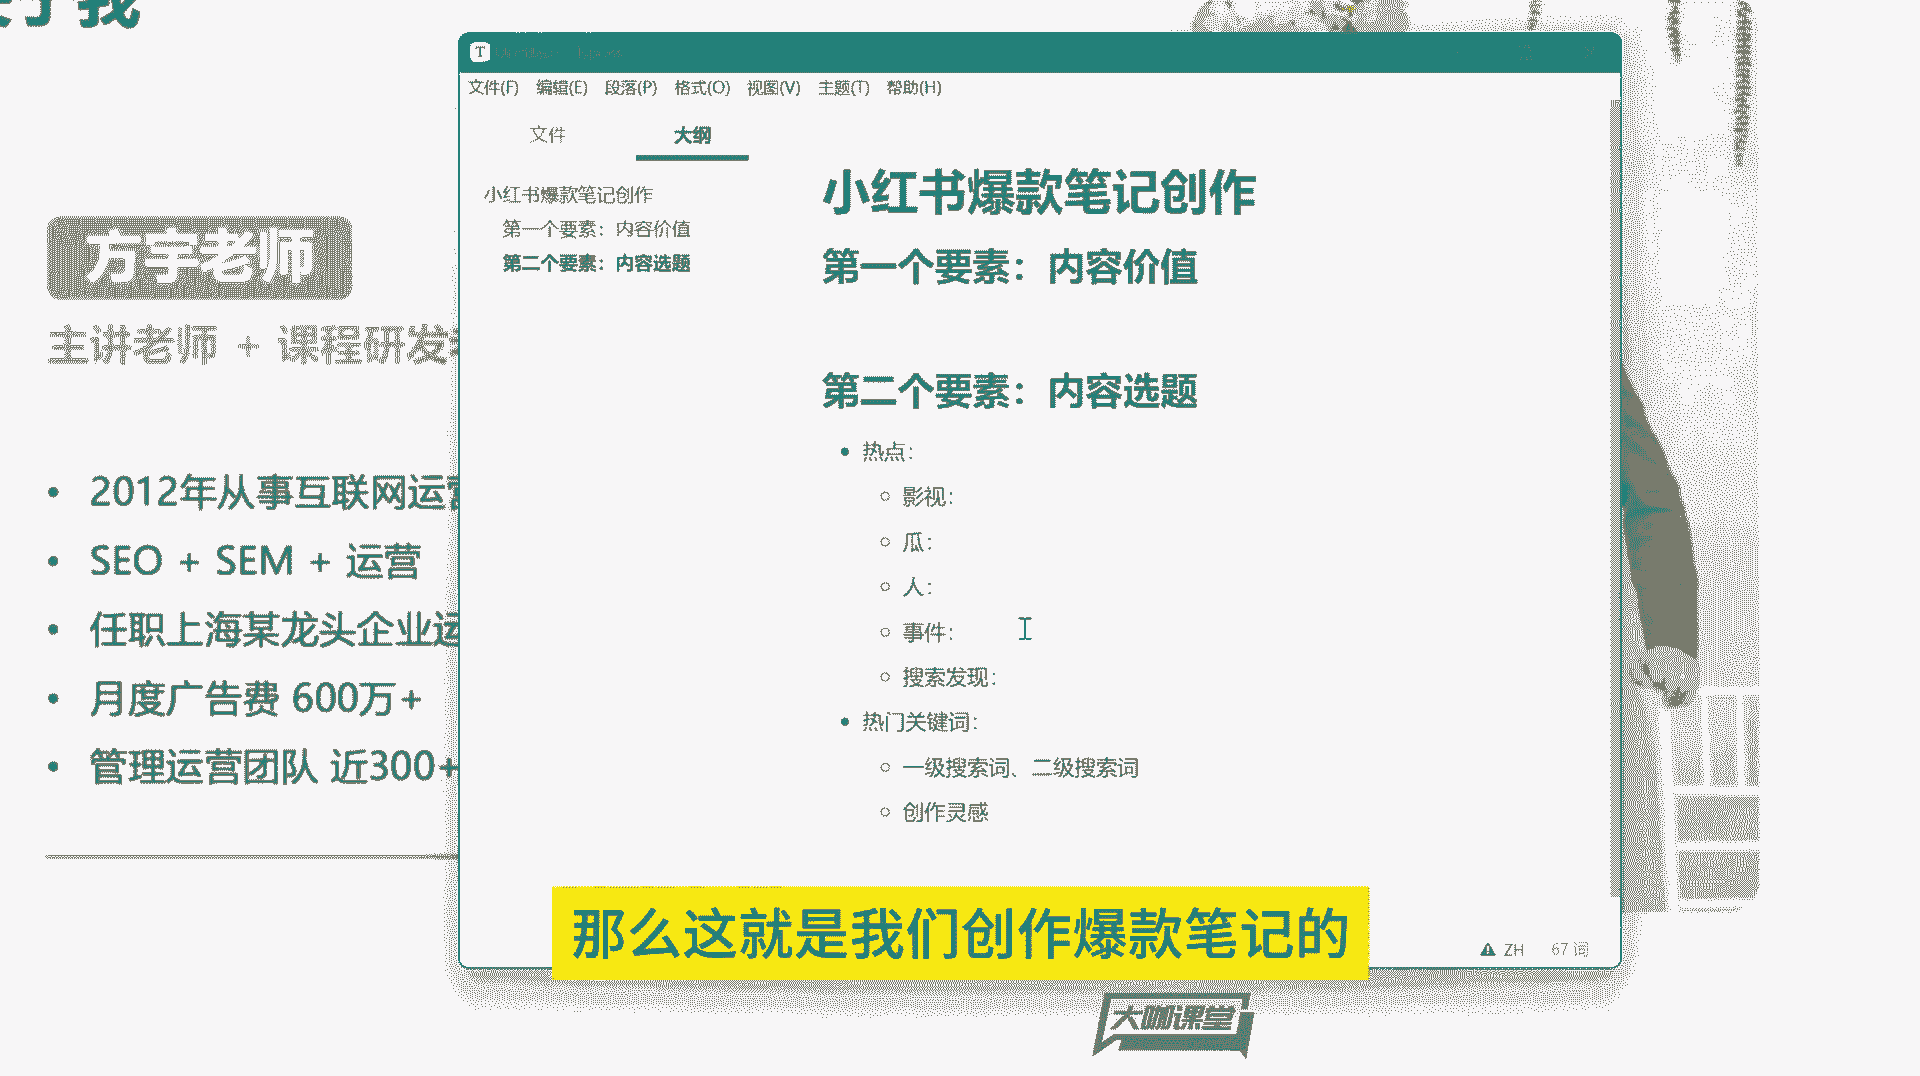 于我
方宇老师
主讲老师 + 课程研发
2012年从事互联网运营
SEO + SEM + 运营
任职上海某龙头企业运
月度广告费 600万+
管理运营团队 近300+
T
文件(F) 编辑(E) 段落(P) 格式(O) 视图(V) 主题(T) 帮助(H)
文件 大纲
小红书爆款笔记创作
第一个要素：内容价值
第二个要素：内容选题
小红书爆款笔记创作
第一个要素：内容价值
第二个要素：内容选题
热点：
影视：
瓜：
人：
事件：
搜索发现：
热门关键词：
一级搜索词、二级搜索词
创作灵感
ZH 67 词
那么这就是我们创作爆款笔记的
大咖课堂